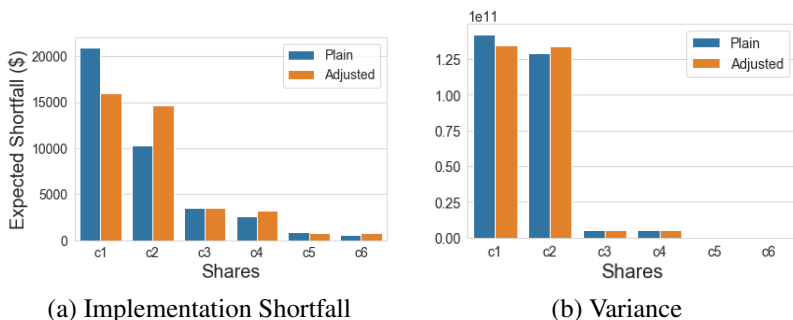 Expected Shortfall ($)
20000
15000
10000
5000
0
Plain
Adjusted
c1 c2 c3 c4 c5 c6
Shares
(a) Implementation Shortfall
1e11
1.25
1.00
0.75
0.50
0.25
0.00
Plain
Adjusted
c1 c2 c3 c4 c5 c6
Shares
(b) Variance